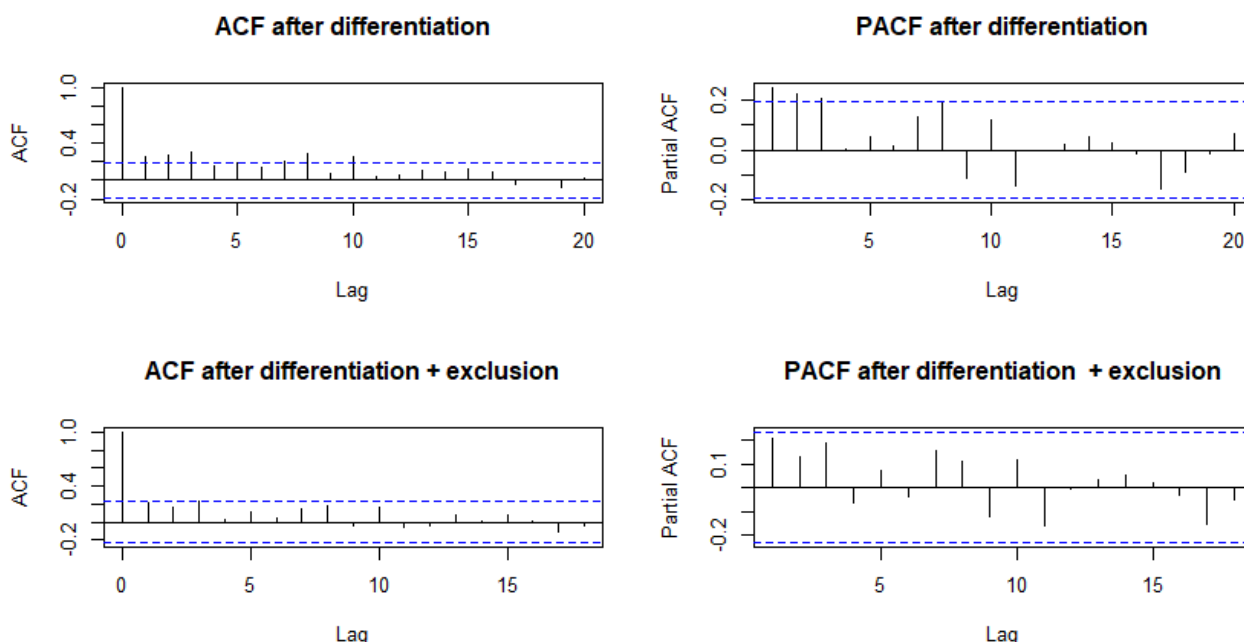 ACF after differentiation
ACF
-0.2 0.4 1.0
0 5 10 15 20
Lag
PACF after differentiation
Partial ACF
-0.2 0.0 0.2
5 10 15 20
Lag
ACF after differentiation + exclusion
ACF
-0.2 0.4 1.0
0 5 10 15
Lag
PACF after differentiation + exclusion
Partial ACF
-0.2 0.1
5 10 15
Lag